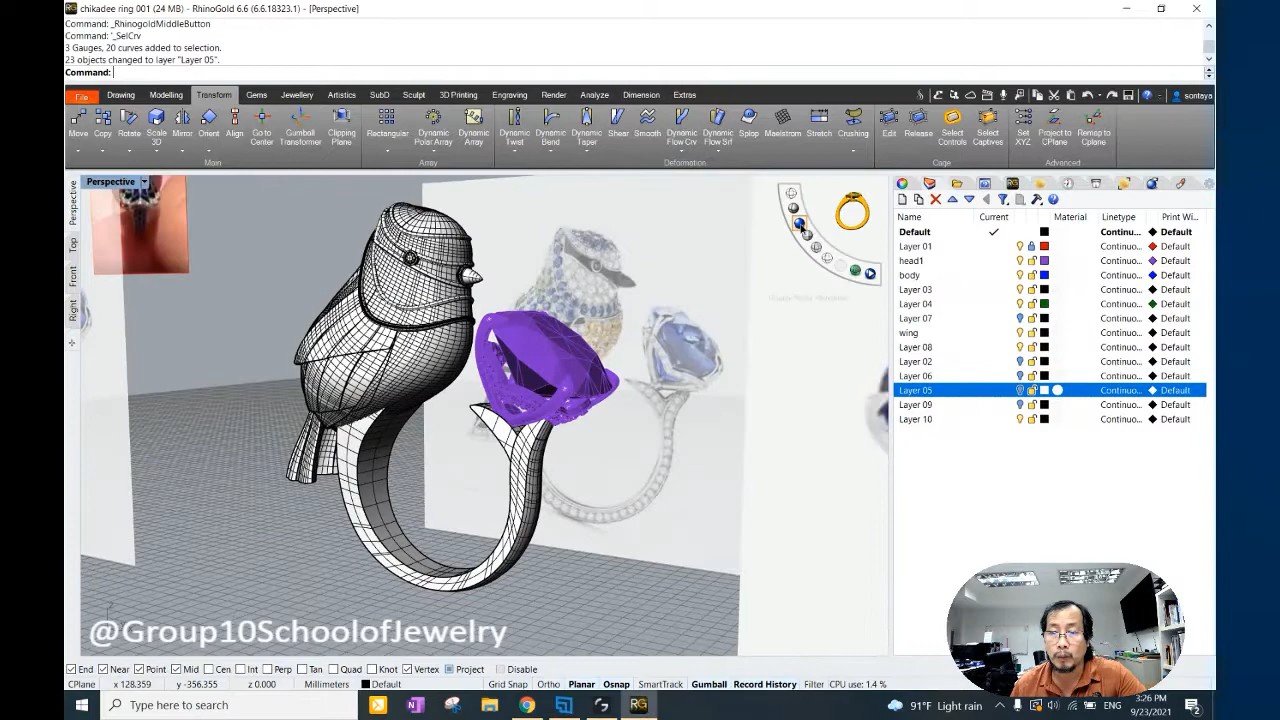 chikadee ring 001 (24 MB) - RhinoGOLD 6.6 (6.6.18323.1) - [Perspective]
Command: _RhinogoldMiddleButton
Command: '_SelCrv
3 Gauges, 20 curves added to selection.
23 objects changed to layer "Layer 05".
Command:
File Drawing Modelling Transform Gems Jewellery Artistics SubD Sculpt 3D Printing Engraving Render Analyze Dimension Extras sontaya
Move Copy Rotate Scale 3D Mirror Orient Align Go to Center Gumball Transformer Clipping Plane Rectangular Dynamic Polar Array Dynamic Array Dynamic Twist Dynamic Bend Dynamic Taper Shear Smooth Dynamic Flow Crv Dynamic Flow Srf Splop Maelstrom Stretch Crushing Edit Release Select Controls Select Captives Set XYZ Project to CPlane Remap to Cplane
Main Array Deformation Cage Advanced
Perspective
Perspective Top Front Right
Name Current Material Linetype Print Wi...
Default Continu... Default
Layer 01 Continuo... Default
head1 Continuo... Default
body Continuo... Default
Layer 03 Continuo... Default
Layer 04 Continuo... Default
Layer 07 Continuo... Default
wing Continuo... Default
Layer 08 Continuo... Default
Layer 02 Continuo... Default
Layer 06 Continuo... Default
Layer 05 Continuo... Default
Layer 09 Continuo... Default
Layer 10 Continuo... Default
@Group10SchoolofJewelry
End Near Point Mid Cen Int Perp Tan Quad Knot Vertex Project Disable
CPlane x 128.359 y -356.355 z 0.000 Millimeters Default Grid Snap Ortho Planar Osnap SmartTrack Gumball Record History Filter CPU use: 1.4 %
Type here to search
91°F Light rain ENG
3:26 PM
9/23/2021
2